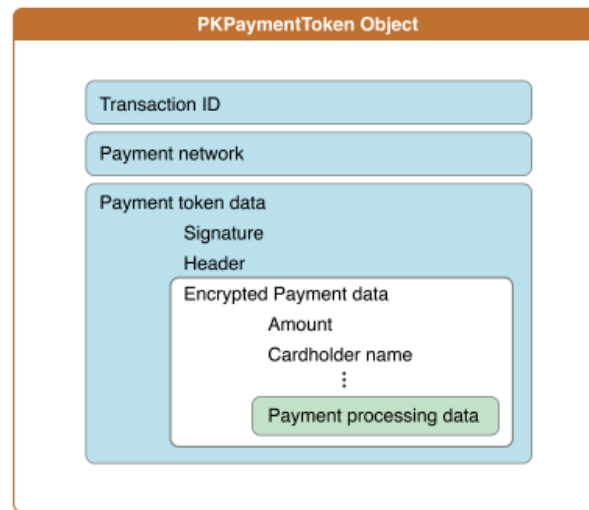 PKPaymentToken Object
Transaction ID
Payment network
Payment token data
Signature
Header
Encrypted Payment data
Amount
Cardholder name
⋮
Payment processing data